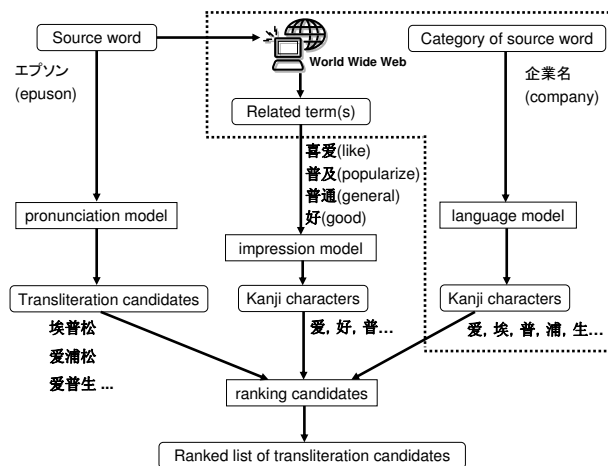 Source word
World Wide Web
Category of source word
エプソン
(epuson)
企業名
(company)
Related term(s)
喜爱(like)
普及(popularize)
普通(general)
好(good)
pronunciation model
impression model
language model
Transliteration candidates
Kanji characters
Kanji characters
埃普松
爱浦松
爱普生 ...
爱, 好, 普...
爱, 埃, 普, 浦, 生...
ranking candidates
Ranked list of transliteration candidates